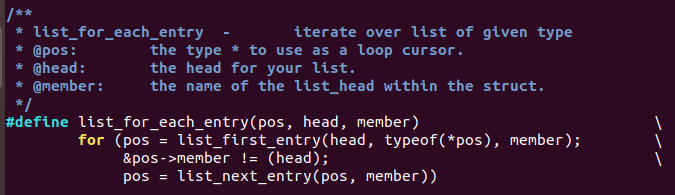 /**
 * list_for_each_entry  -       iterate over list of given type
 * @pos:        the type * to use as a loop cursor.
 * @head:       the head for your list.
 * @member:     the name of the list_head within the struct.
 */
#define list_for_each_entry(pos, head, member)                          \
        for (pos = list_first_entry(head, typeof(*pos), member);        \
             &pos->member != (head);                                    \
             pos = list_next_entry(pos, member))